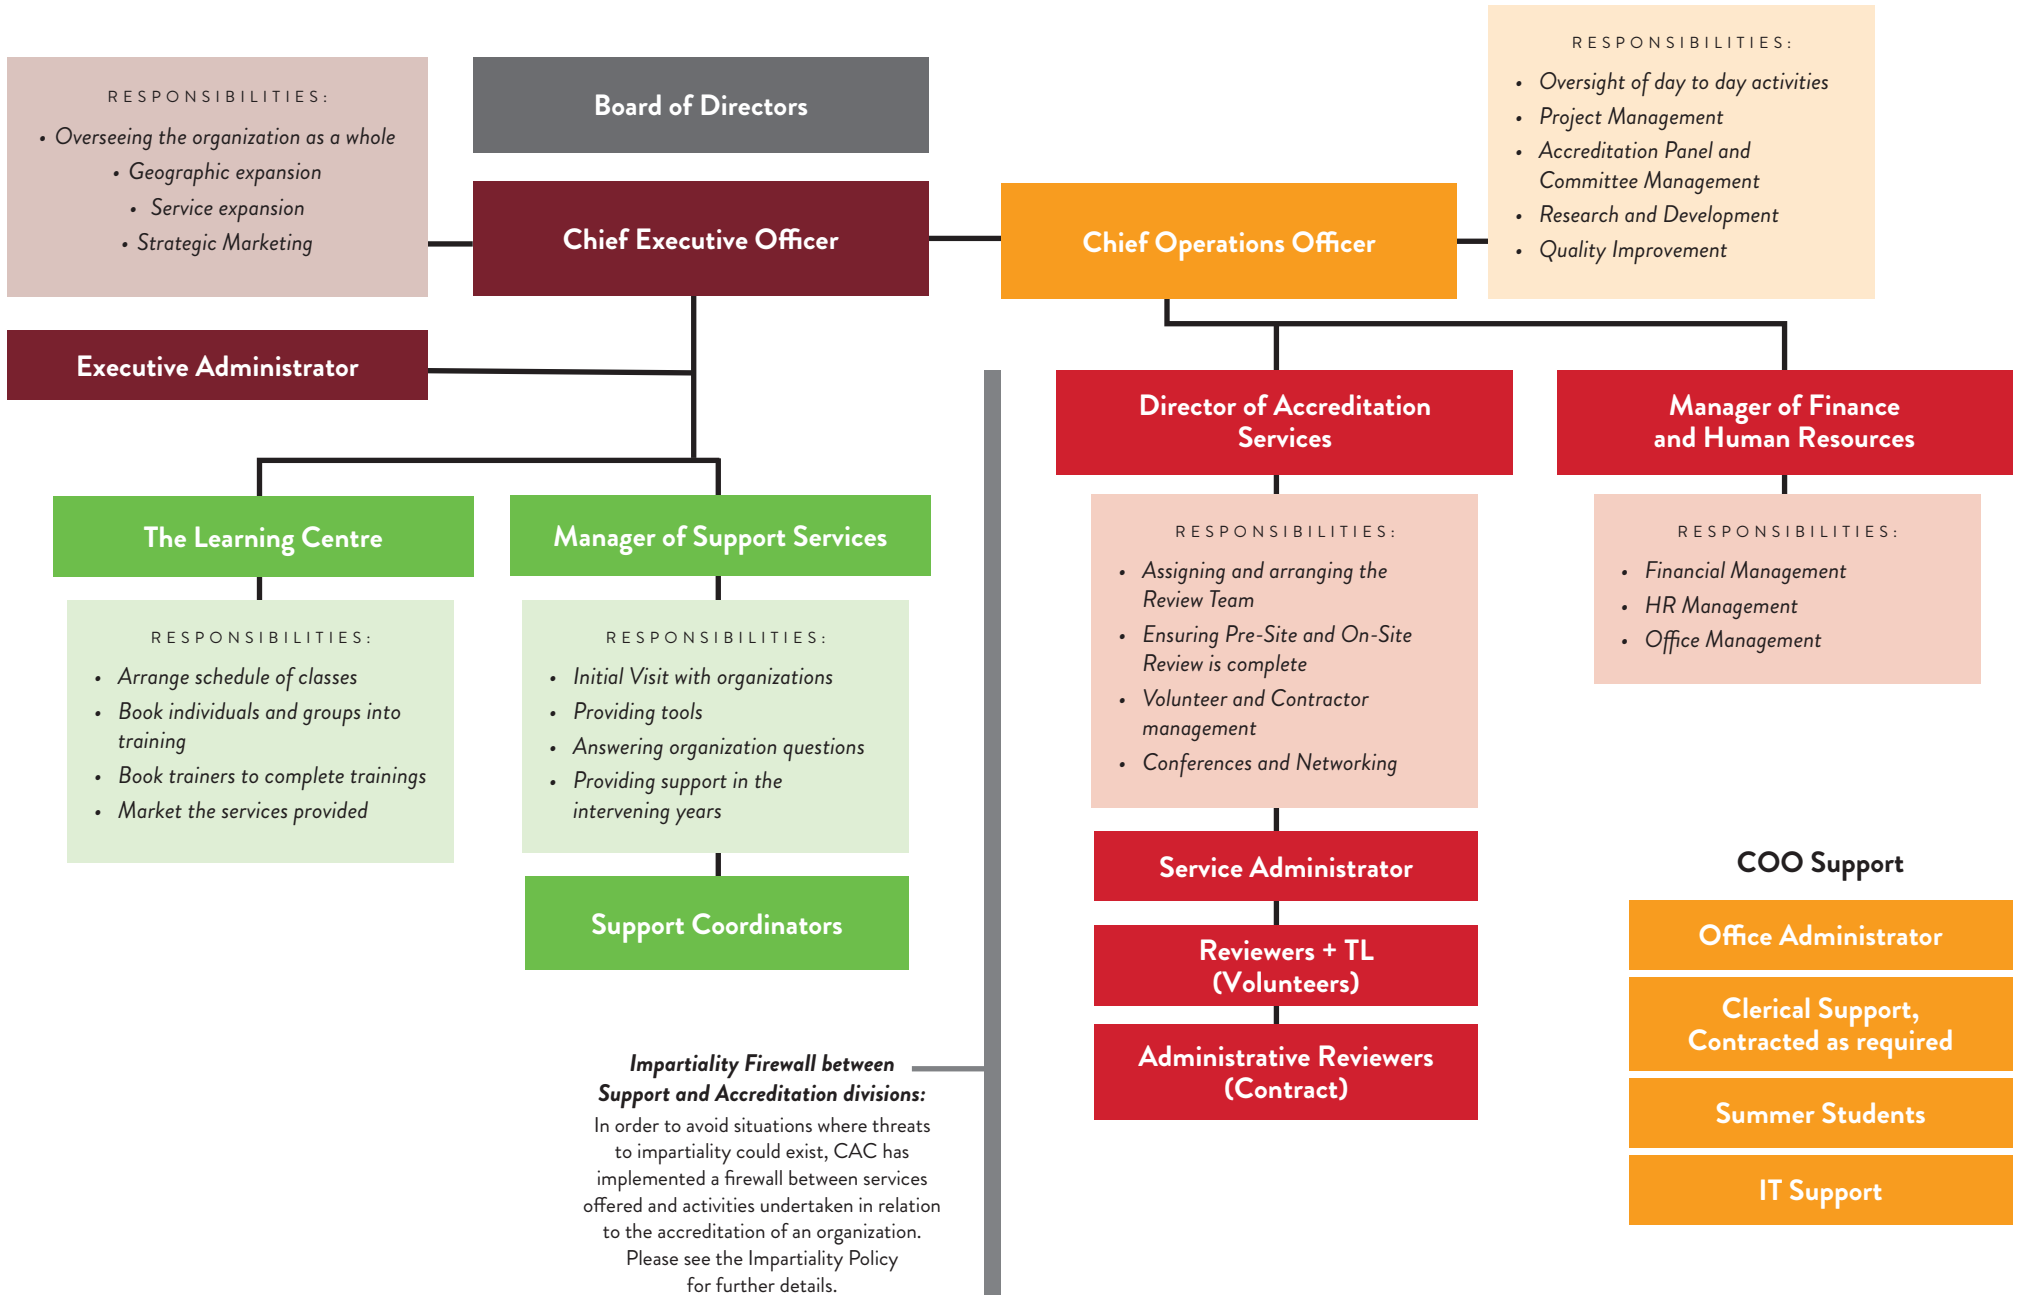 RESPONSIBILITIES:
• Overseeing the organization as a whole
• Geographic expansion
• Service expansion
• Strategic Marketing
Board of Directors
Chief Executive Officer
Chief Operations Officer
RESPONSIBILITIES:
• Oversight of day to day activities
• Project Management
• Accreditation Panel and
Committee Management
• Research and Development
• Quality Improvement
Executive Administrator
The Learning Centre
RESPONSIBILITIES:
• Arrange schedule of classes
• Book individuals and groups into
training
• Book trainers to complete trainings
• Market the services provided
Manager of Support Services
RESPONSIBILITIES:
• Initial Visit with organizations
• Providing tools
• Answering organization questions
• Providing support in the
intervening years
Support Coordinators
Impartiality Firewall between
Support and Accreditation divisions:
In order to avoid situations where threats
to impartiality could exist, CAC has
implemented a firewall between services
offered and activities undertaken in relation
to the accreditation of an organization.
Please see the Impartiality Policy
for further details.
Director of Accreditation
Services
RESPONSIBILITIES:
• Assigning and arranging the
Review Team
• Ensuring Pre-Site and On-Site
Review is complete
• Volunteer and Contractor
management
• Conferences and Networking
Service Administrator
Reviewers + TL
(Volunteers)
Administrative Reviewers
(Contract)
Manager of Finance
and Human Resources
RESPONSIBILITIES:
• Financial Management
• HR Management
• Office Management
COO Support
Office Administrator
Clerical Support,
Contracted as required
Summer Students
IT Support